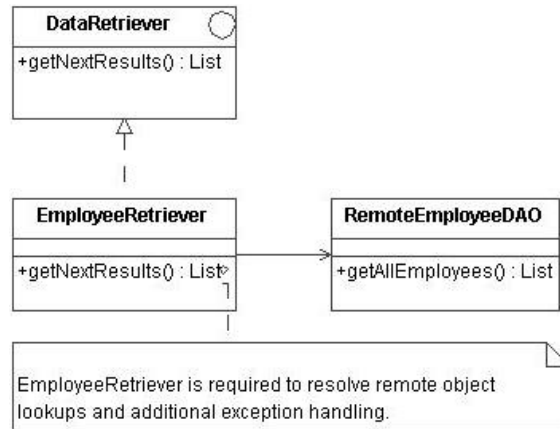 DataRetriever
+getNextResults() : List
EmployeeRetriever
+getNextResults() : List
RemoteEmployeeDAO
+getAllEmployees() : List
EmployeeRetriever is required to resolve remote object
lookups and additional exception handling.